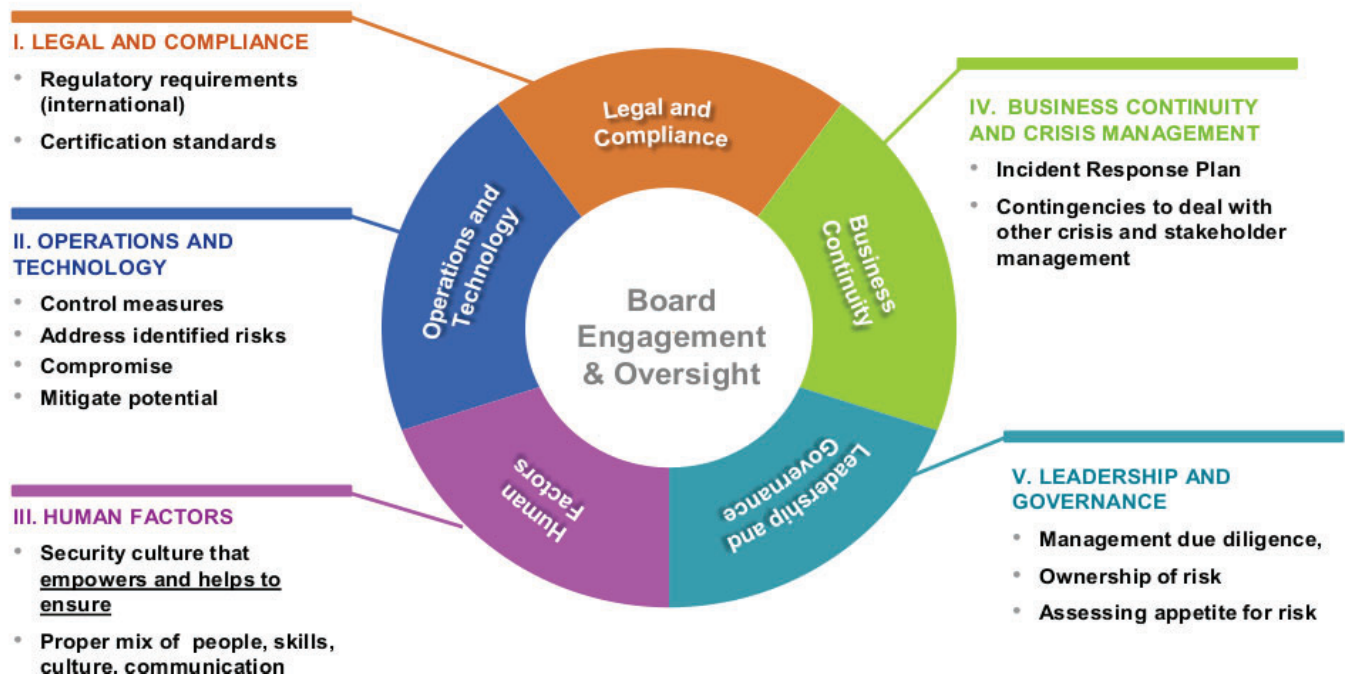 I. LEGAL AND COMPLIANCE
• Regulatory requirements
(international)
• Certification standards
II. OPERATIONS AND
TECHNOLOGY
• Control measures
• Address identified risks
• Compromise
• Mitigate potential
III. HUMAN FACTORS
• Security culture that
empowers and helps to
ensure
• Proper mix of people, skills,
culture, communication
Legal and
Compliance
Operations and
Technology
Business
Continuity
Board
Engagement
& Oversight
Human
Factors
Leadership and
Governance
IV. BUSINESS CONTINUITY
AND CRISIS MANAGEMENT
• Incident Response Plan
• Contingencies to deal with
other crisis and stakeholder
management
V. LEADERSHIP AND
GOVERNANCE
• Management due diligence,
• Ownership of risk
• Assessing appetite for risk